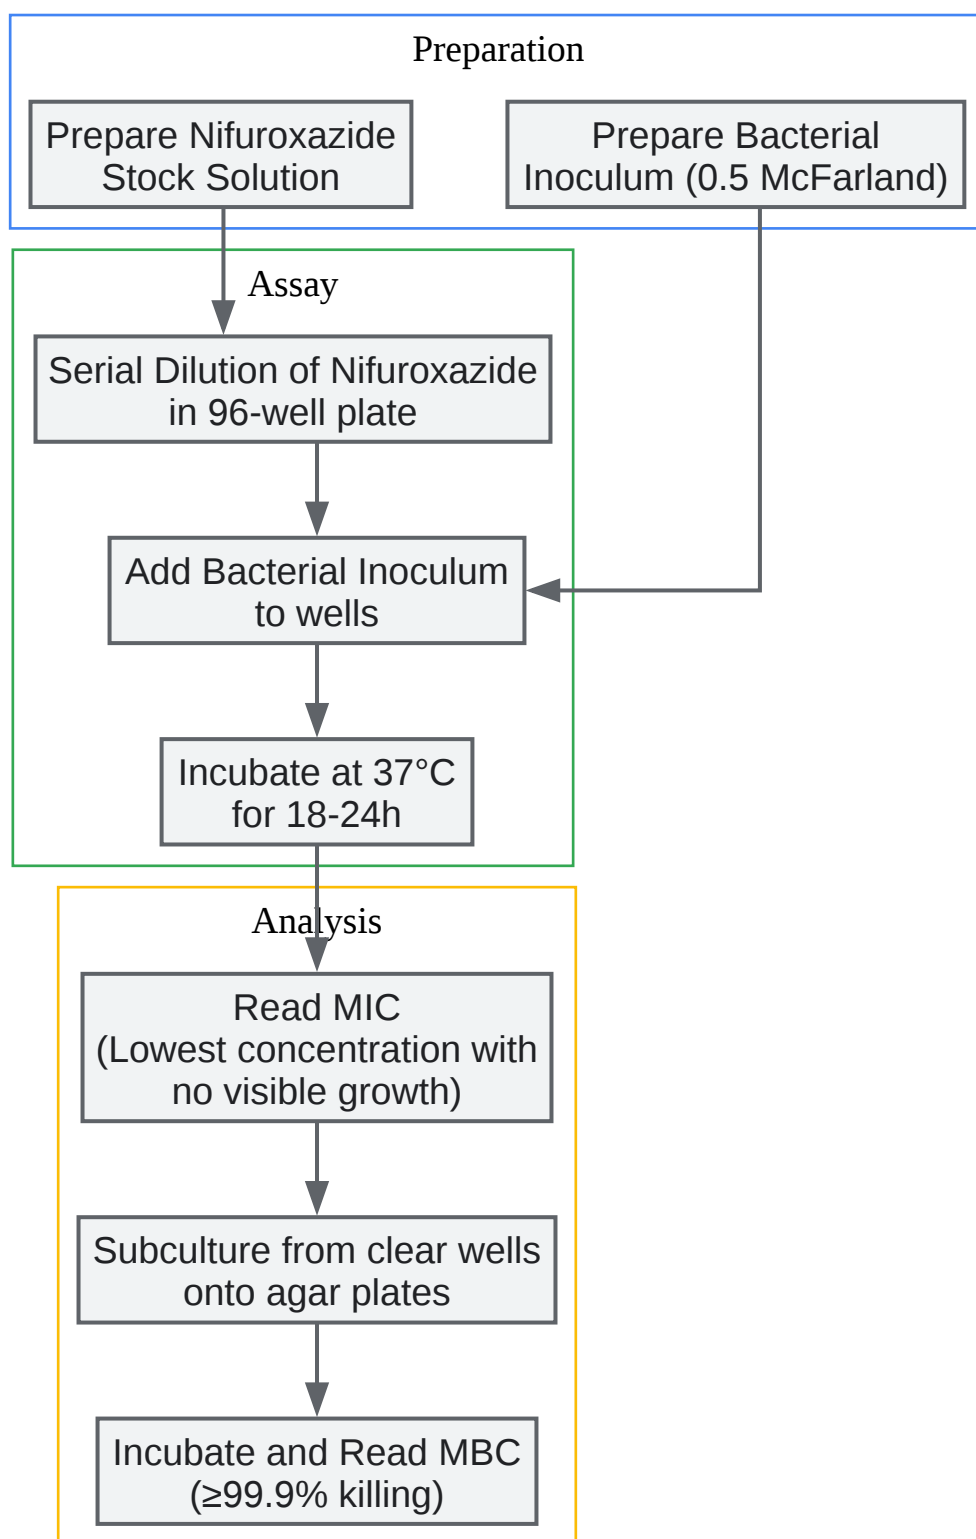 Preparation
Prepare Nifuroxazide
Stock Solution
Prepare Bacterial
Inoculum (0.5 McFarland)
Assay
Serial Dilution of Nifuroxazide
in 96-well plate
Add Bacterial Inoculum
to wells
Incubate at 37°C
for 18-24h
Analysis
Read MIC
(Lowest concentration with
no visible growth)
Subculture from clear wells
onto agar plates
Incubate and Read MBC
(≥99.9% killing)